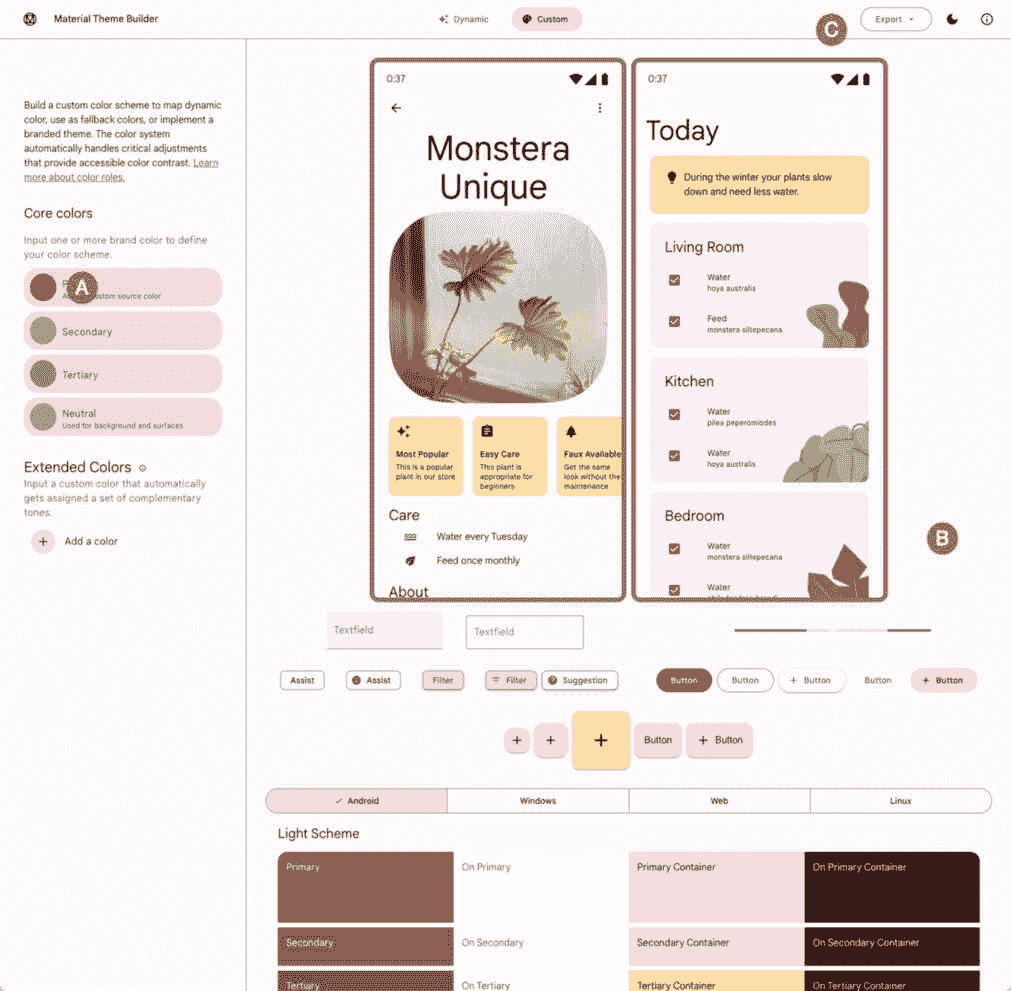 Material Theme Builder
Dynamic
Custom
C
Export
Build a custom color scheme to map dynamic
color, use as fallback colors, or implement a
branded theme. The color system
automatically handles critical adjustments
that provide accessible color contrast. Learn
more about color roles.
Core colors
Input one or more brand color to define
your color scheme.
A
custom source color
Secondary
Tertiary
Neutral
Used for background and surfaces
Extended Colors
Input a custom color that automatically
gets assigned a set of complementary
tones.
+ Add a color
0:37
Monstera
Unique
Most Popular
This is a popular
plant in our store
Easy Care
This plant is
appropriate for
beginners
Faux Available
Get the same
look without the
maintenance
Care
Water every Tuesday
Feed once monthly
About
0:37
Today
During the winter your plants slow
down and need less water.
Living Room
Water
hoya australis
Feed
monstera siltepecana
Kitchen
Water
pilea peperomiodes
Water
hoya australis
Bedroom
Water
monstera siltepecana
Water
B
Textfield
Textfield
Assist
Assist
Filter
Filter
Suggestion
Button
Button
+ Button
Button
+ Button
+
+
+
Button
+ Button
Android
Windows
Web
Linux
Light Scheme
Primary
On Primary
Primary Container
On Primary Container
Secondary
On Secondary
Secondary Container
On Secondary Container
Tertiary
On Tertiary
Tertiary Container
On Tertiary Container